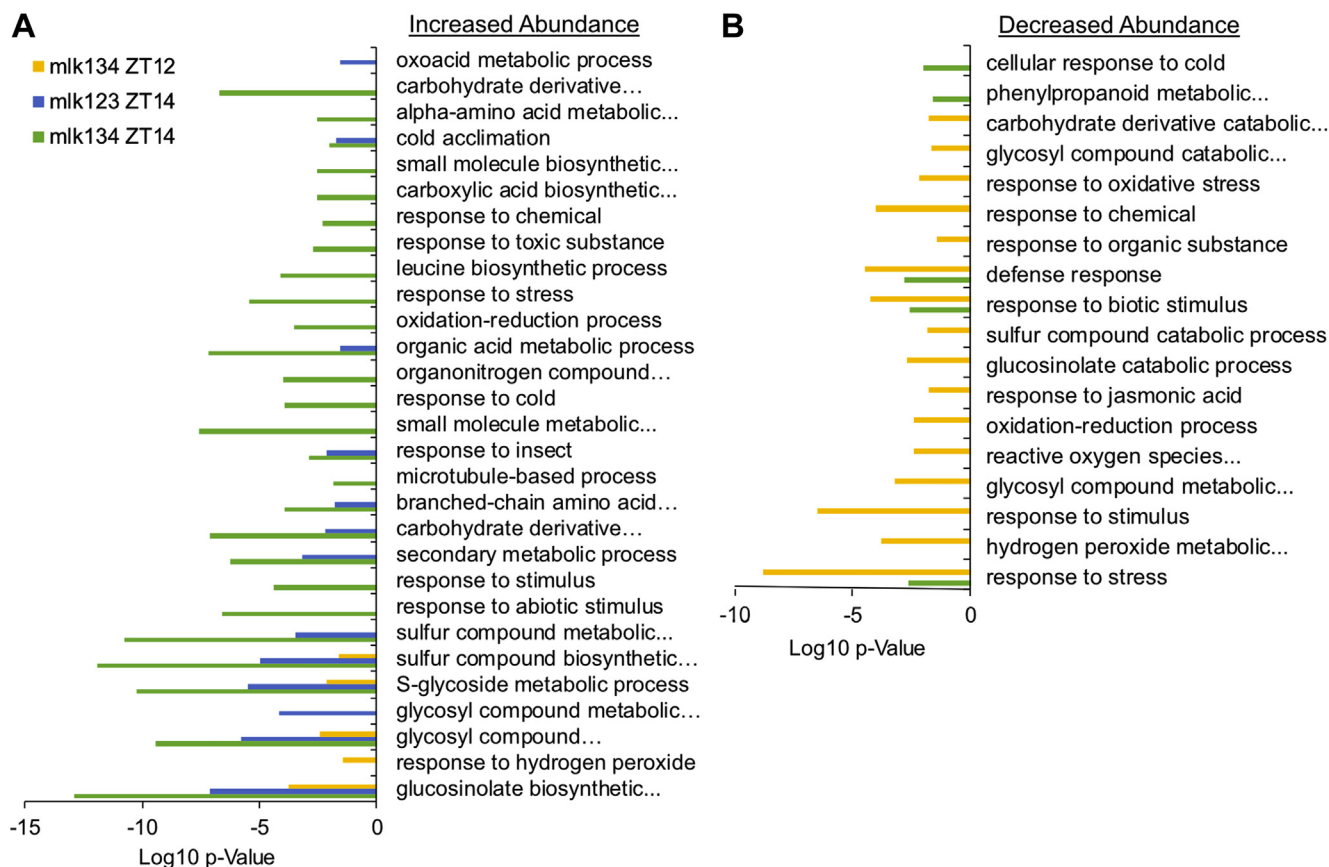 A
Increased Abundance
mlk134 ZT12
mlk123 ZT14
mlk134 ZT14
oxoacid metabolic process
carbohydrate derivative…
alpha-amino acid metabolic...
cold acclimation
small molecule biosynthetic...
carboxylic acid biosynthetic...
response to chemical
response to toxic substance
leucine biosynthetic process
response to stress
oxidation-reduction process
organic acid metabolic process
organonitrogen compound…
response to cold
small molecule metabolic...
response to insect
microtubule-based process
branched-chain amino acid…
carbohydrate derivative…
secondary metabolic process
response to stimulus
response to abiotic stimulus
sulfur compound metabolic...
sulfur compound biosynthetic…
S-glycoside metabolic process
glycosyl compound metabolic…
glycosyl compound…
response to hydrogen peroxide
glucosinolate biosynthetic...
-15 -10 -5 0
Log10 p-Value
B
Decreased Abundance
cellular response to cold
phenylpropanoid metabolic...
carbohydrate derivative catabolic...
glycosyl compound catabolic...
response to oxidative stress
response to chemical
response to organic substance
defense response
response to biotic stimulus
sulfur compound catabolic process
glucosinolate catabolic process
response to jasmonic acid
oxidation-reduction process
reactive oxygen species...
glycosyl compound metabolic...
response to stimulus
hydrogen peroxide metabolic...
response to stress
-10 -5 0
Log10 p-Value